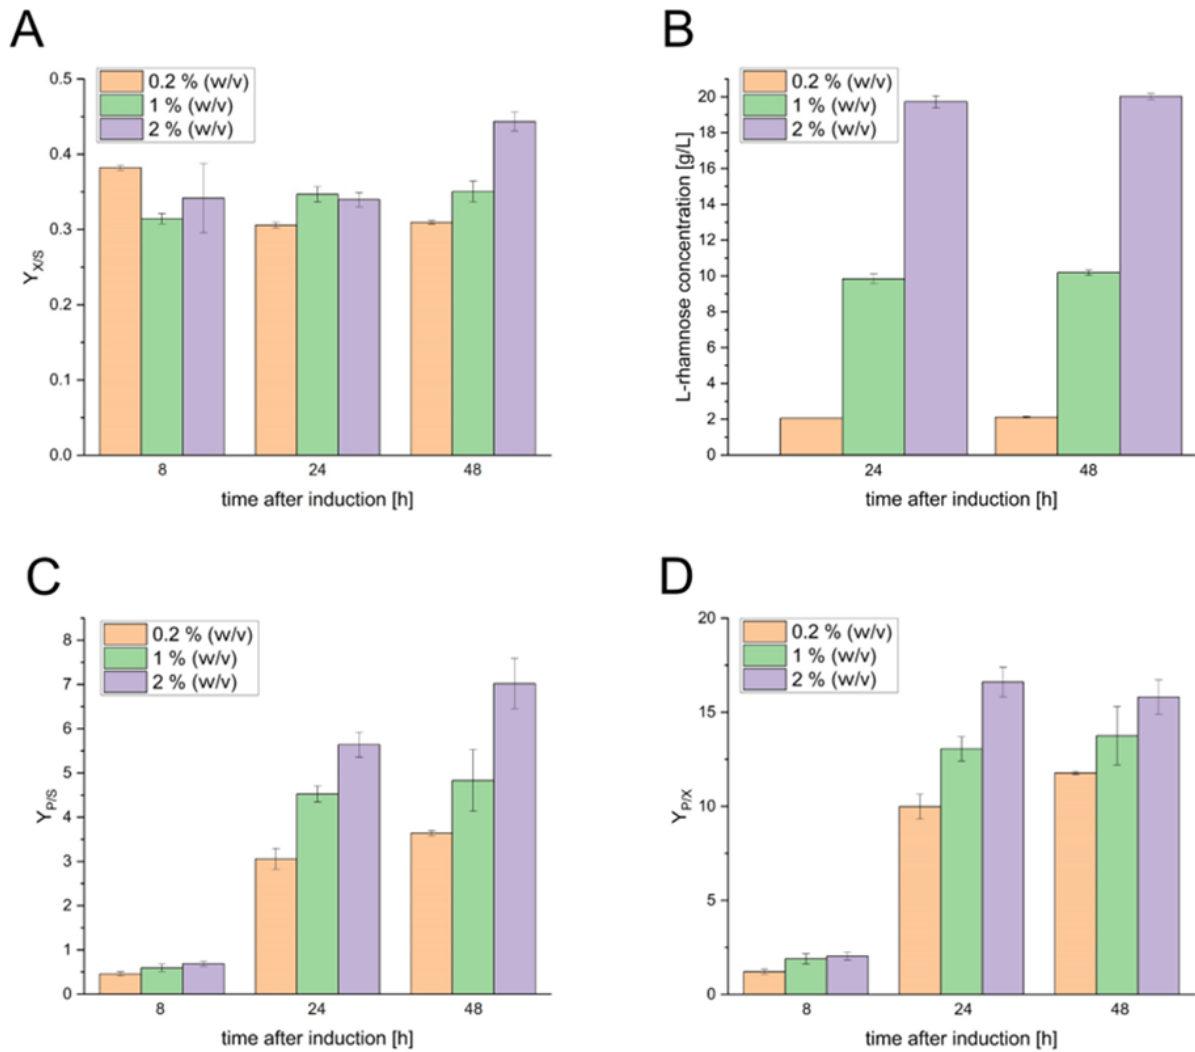 A
0.2 % (w/v)
1 % (w/v)
2 % (w/v)
0.5
0.4
0.3
0.2
0.1
0.0
Y_X/S
8 24 48
time after induction [h]
B
0.2 % (w/v)
1 % (w/v)
2 % (w/v)
20
18
16
14
12
10
8
6
4
2
0
L-rhamnose concentration [g/L]
24 48
time after induction [h]
C
0.2 % (w/v)
1 % (w/v)
2 % (w/v)
8
7
6
5
4
3
2
1
0
Y_P/S
8 24 48
time after induction [h]
D
0.2 % (w/v)
1 % (w/v)
2 % (w/v)
20
15
10
5
0
Y_P/X
8 24 48
time after induction [h]